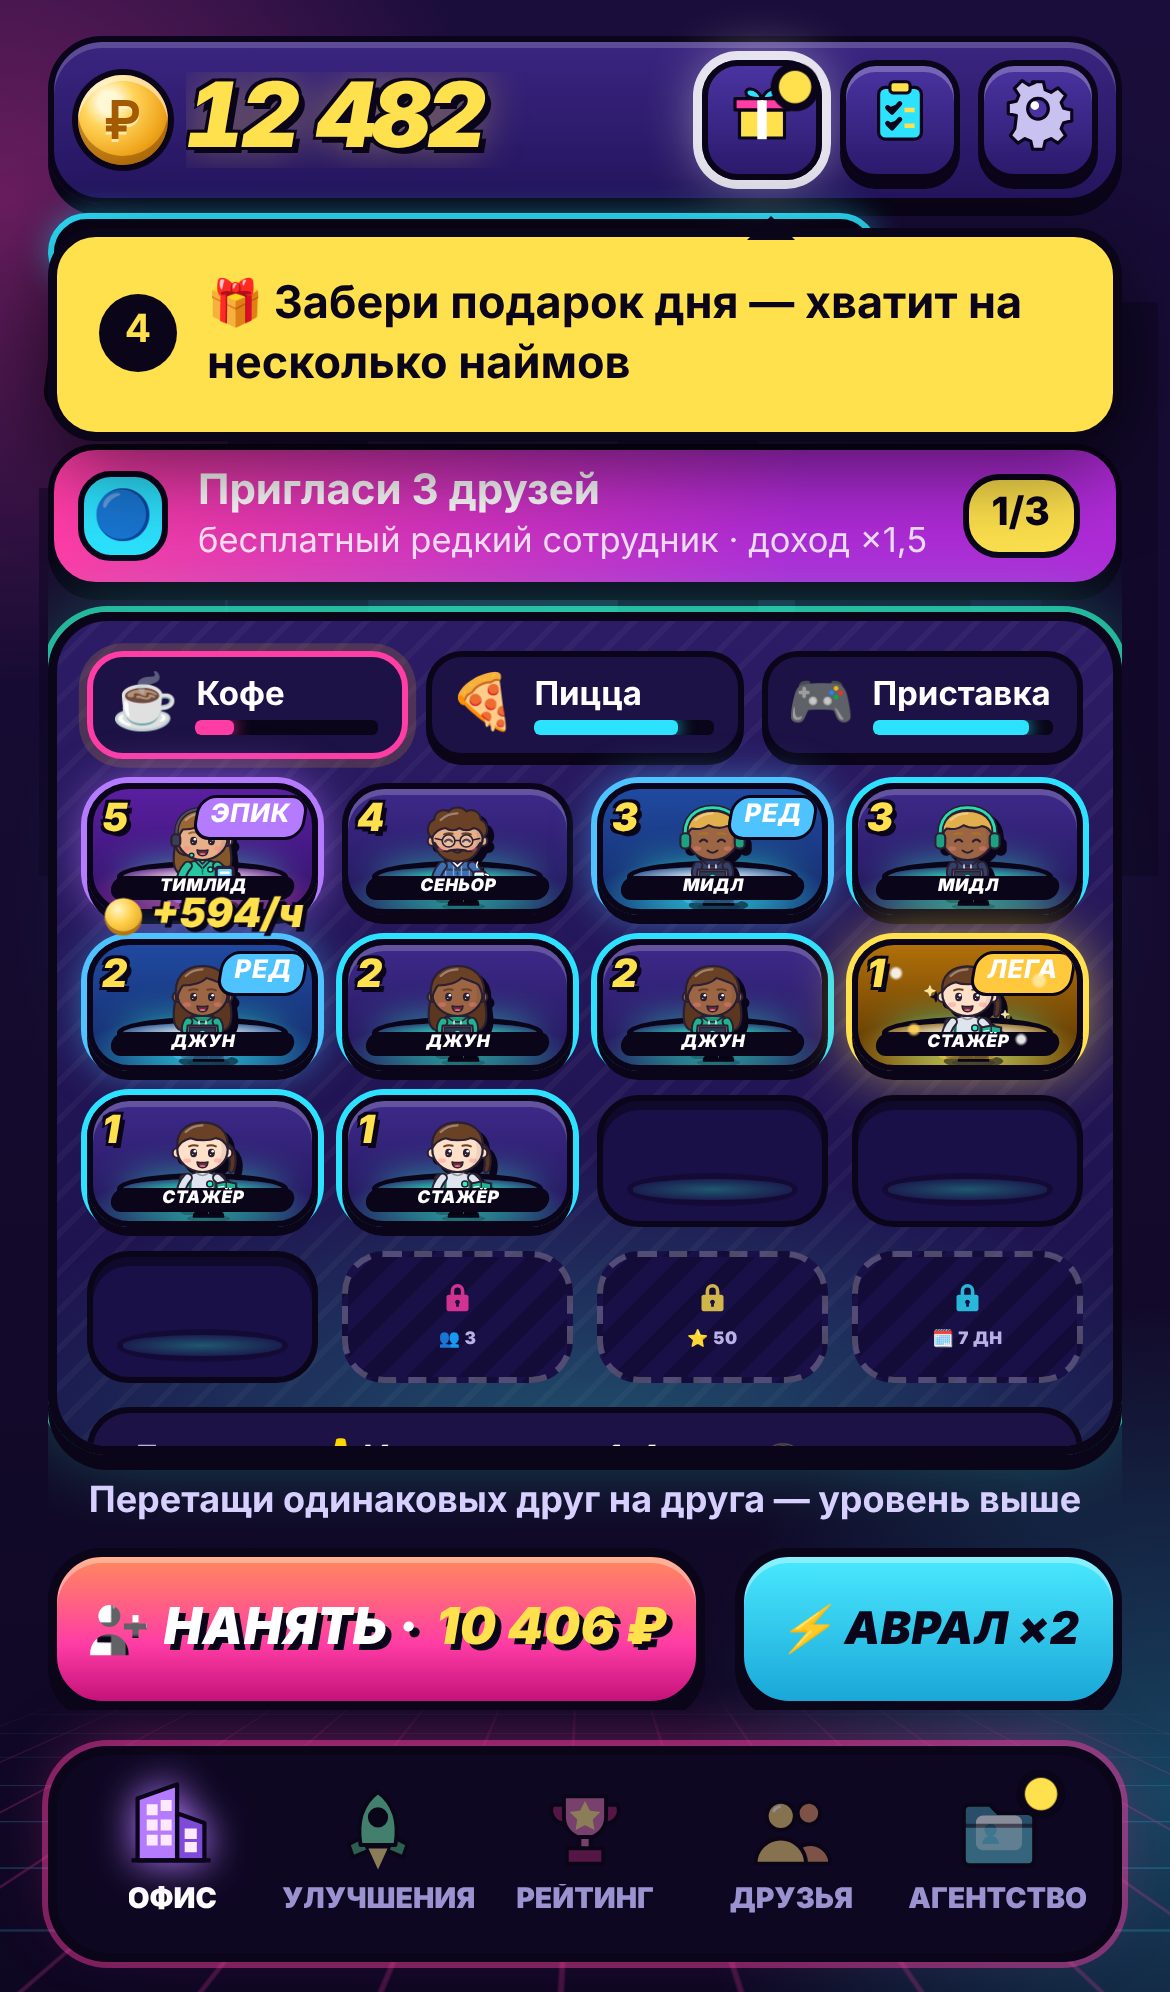 ₽ 12 482
4
🎁 Забери подарок дня — хватит на
несколько наймов
Пригласи 3 друзей
бесплатный редкий сотрудник · доход ×1,5
1/3
Кофе
Пицца
Приставка
5 ЭПИК
ТИМЛИД
+594/ч
4
СЕНЬОР
3 РЕД
МИДЛ
3
МИДЛ
2 РЕД
ДЖУН
2
ДЖУН
2
ДЖУН
1 ЛЕГА
СТАЖЁР
1
СТАЖЁР
1
СТАЖЁР
👥 3
⭐ 50
🗓️ 7 ДН
Перетащи одинаковых друг на друга — уровень выше
НАНЯТЬ · 10 406 ₽
⚡ АВРАЛ ×2
ОФИС
УЛУЧШЕНИЯ
РЕЙТИНГ
ДРУЗЬЯ
АГЕНТСТВО